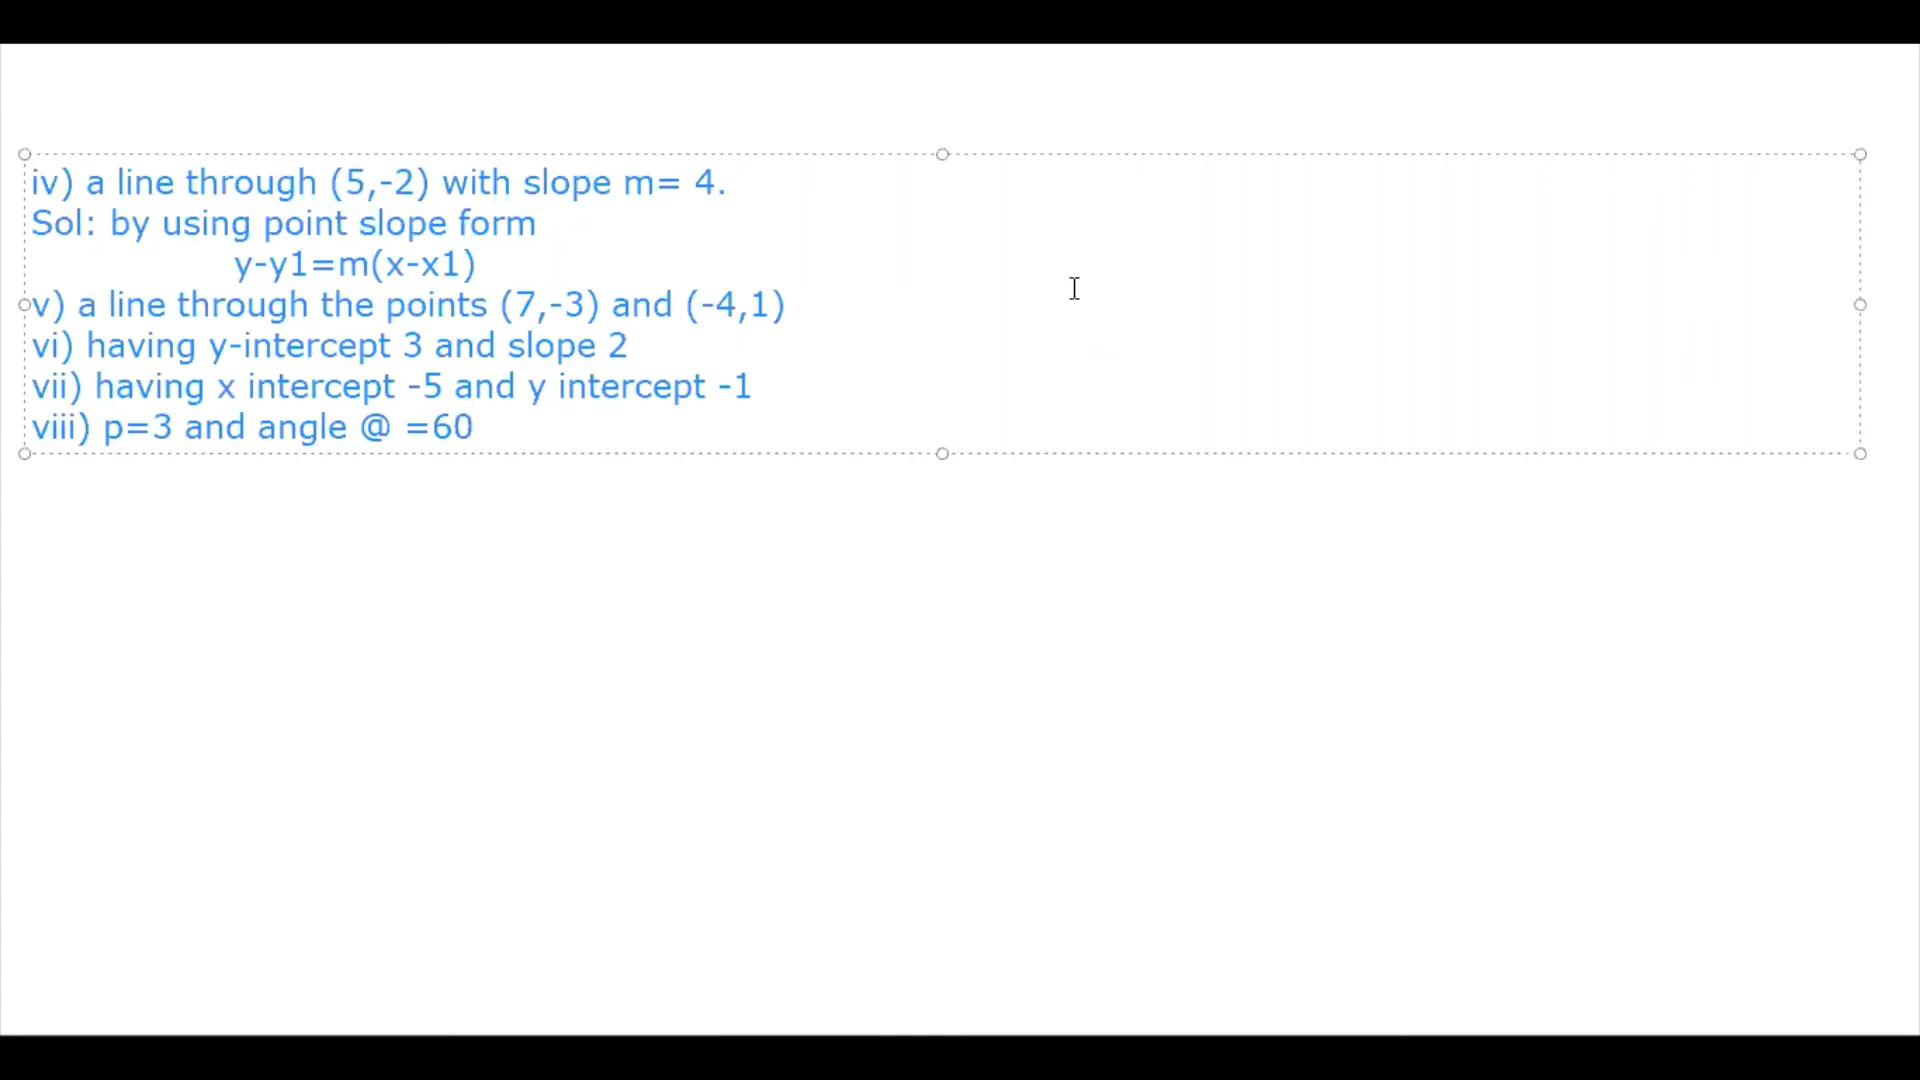 iv) a line through (5,-2) with slope m= 4.
Sol: by using point slope form
y-y1=m(x-x1)
v) a line through the points (7,-3) and (-4,1)
vi) having y-intercept 3 and slope 2
vii) having x intercept -5 and y intercept -1
viii) p=3 and angle @ =60